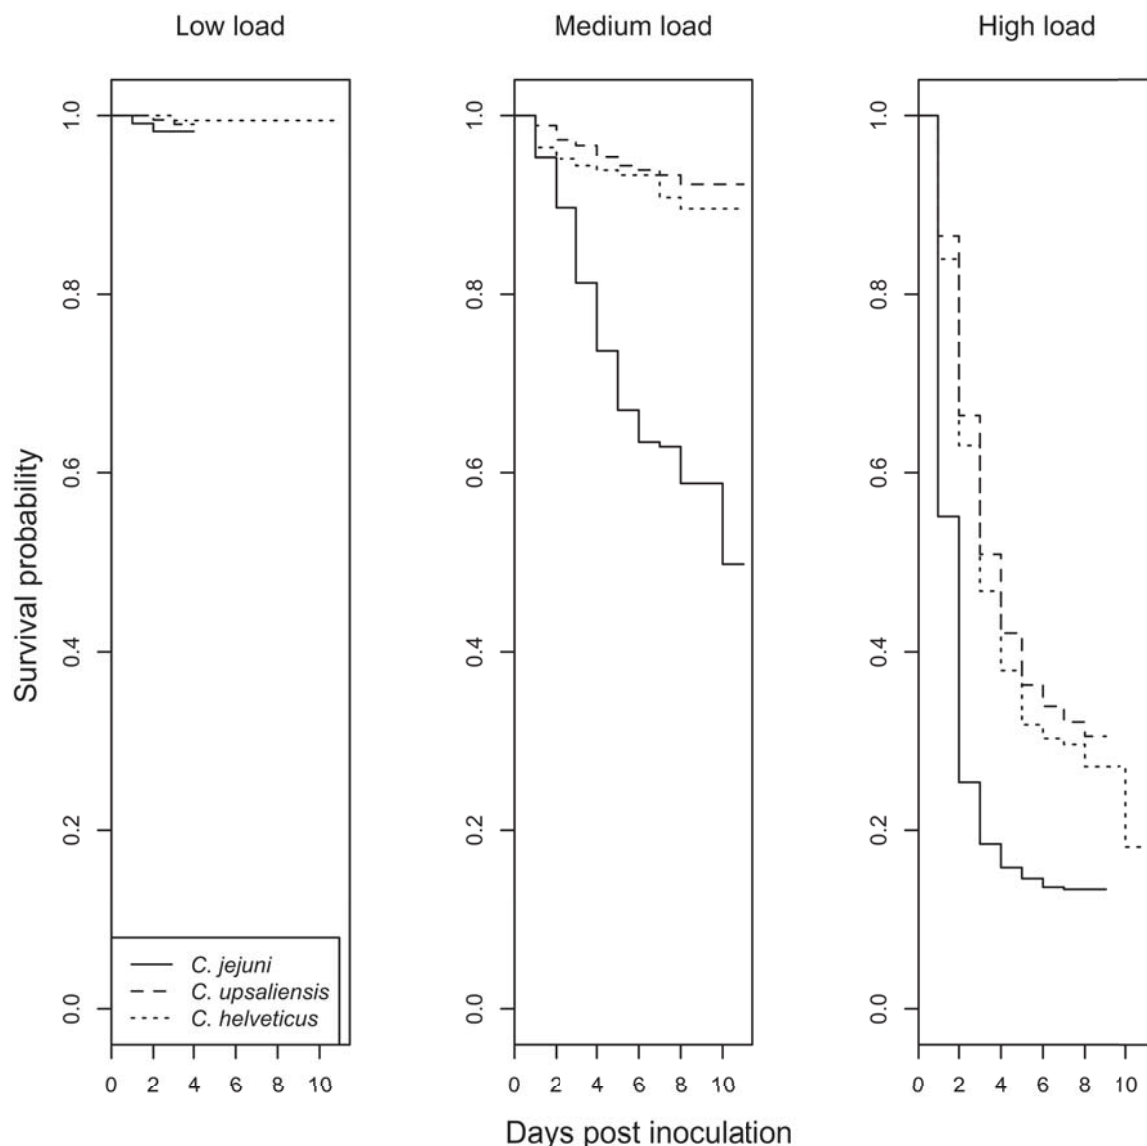 Low load
Medium load
High load
Survival probability
1.0
0.8
0.6
0.4
0.2
0.0
C. jejuni
C. upsaliensis
C. helveticus
0 2 4 6 8 10
1.0
0.8
0.6
0.4
0.2
0.0
0 2 4 6 8 10
1.0
0.8
0.6
0.4
0.2
0.0
0 2 4 6 8 10
Days post inoculation